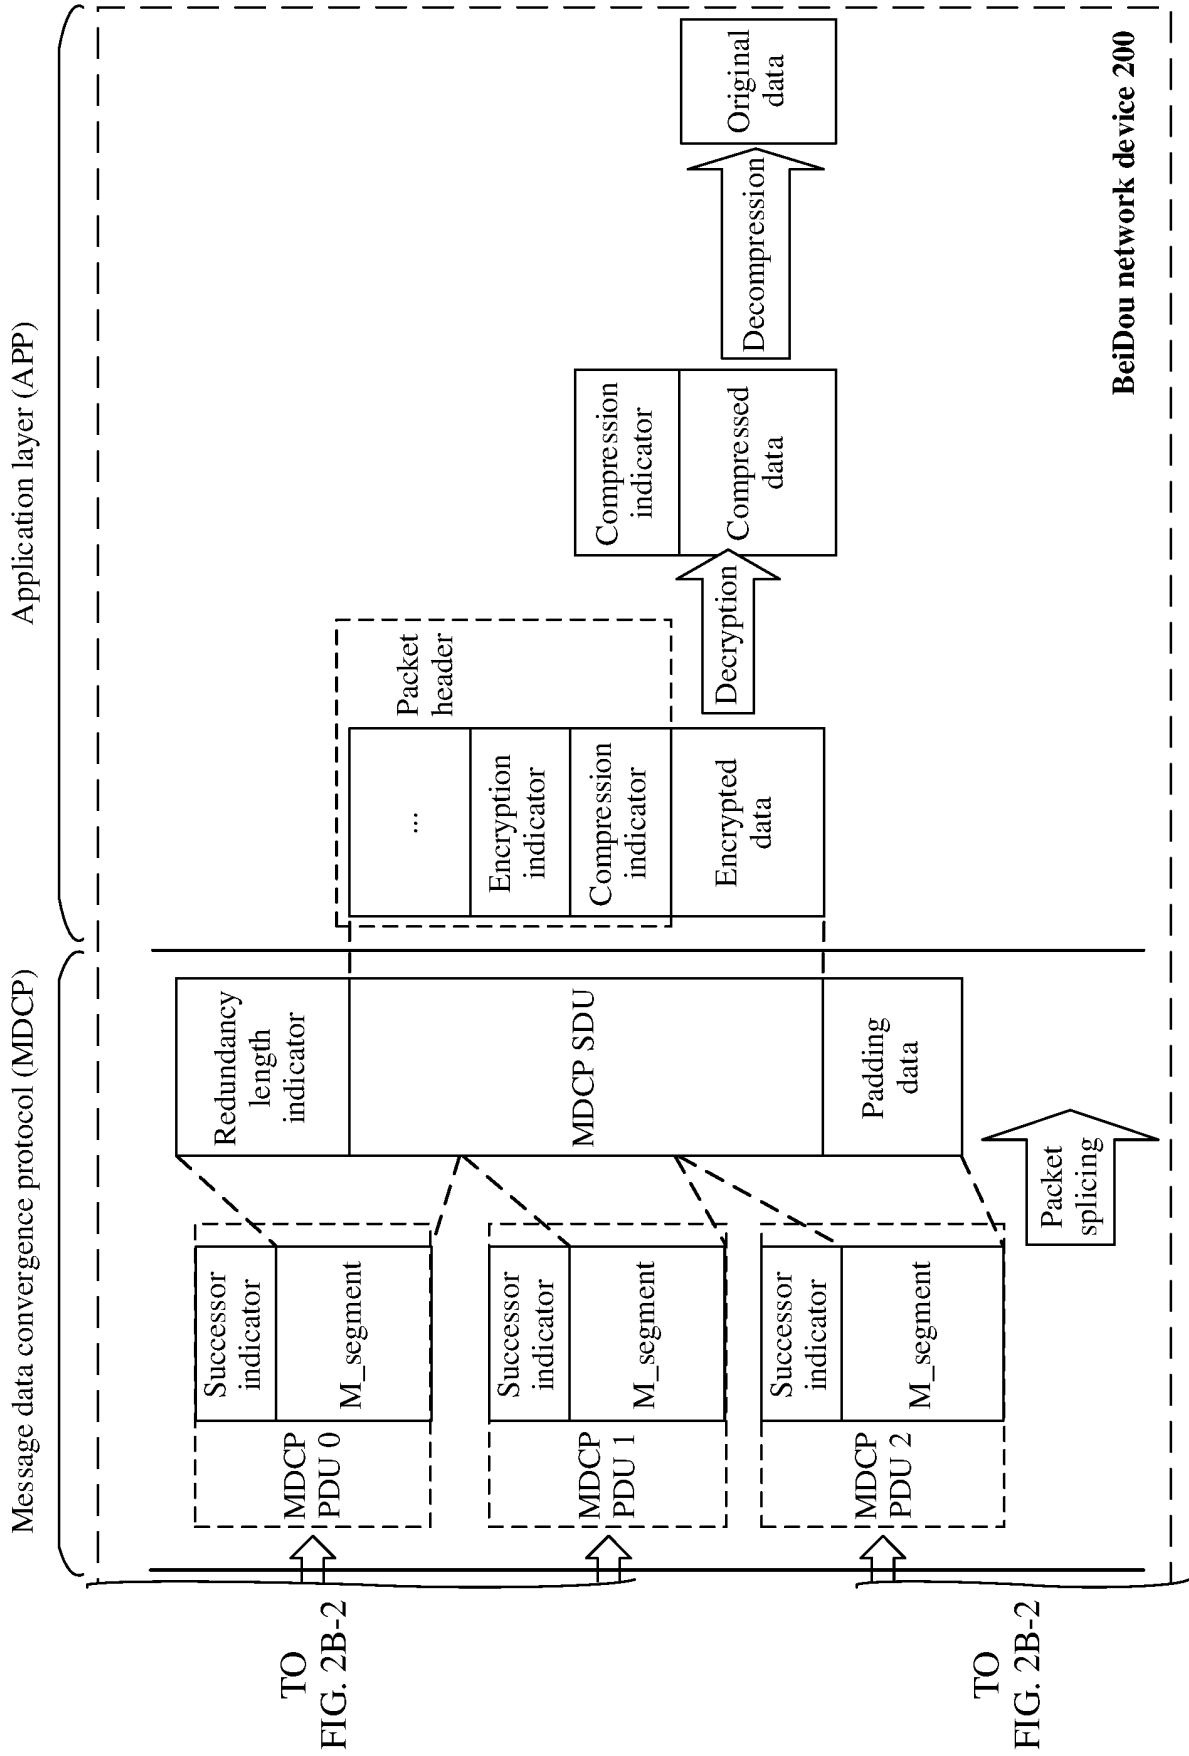 Message data convergence protocol (MDCP)
Application layer (APP)
TO
FIG. 2B-2
MDCP
PDU 0
Successor
indicator
M_segment
MDCP
PDU 1
Successor
indicator
M_segment
MDCP
PDU 2
Successor
indicator
M_segment
TO
FIG. 2B-2
Packet
splicing
Redundancy
length
indicator
MDCP SDU
Padding
data
Packet
header
...
Encryption
indicator
Compression
indicator
Encrypted
data
Decryption
Compression
indicator
Compressed
data
Decompression
Original
data
BeiDou network device 200